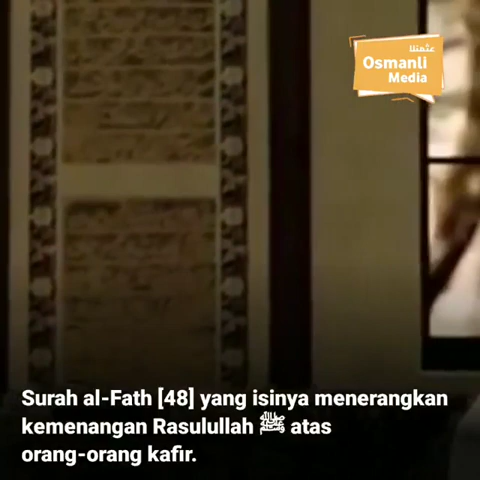 عثمنلا
Osmanli
Media
Surah al-Fath [48] yang isinya menerangkan
kemenangan Rasulullah ﷺ atas
orang-orang kafir.